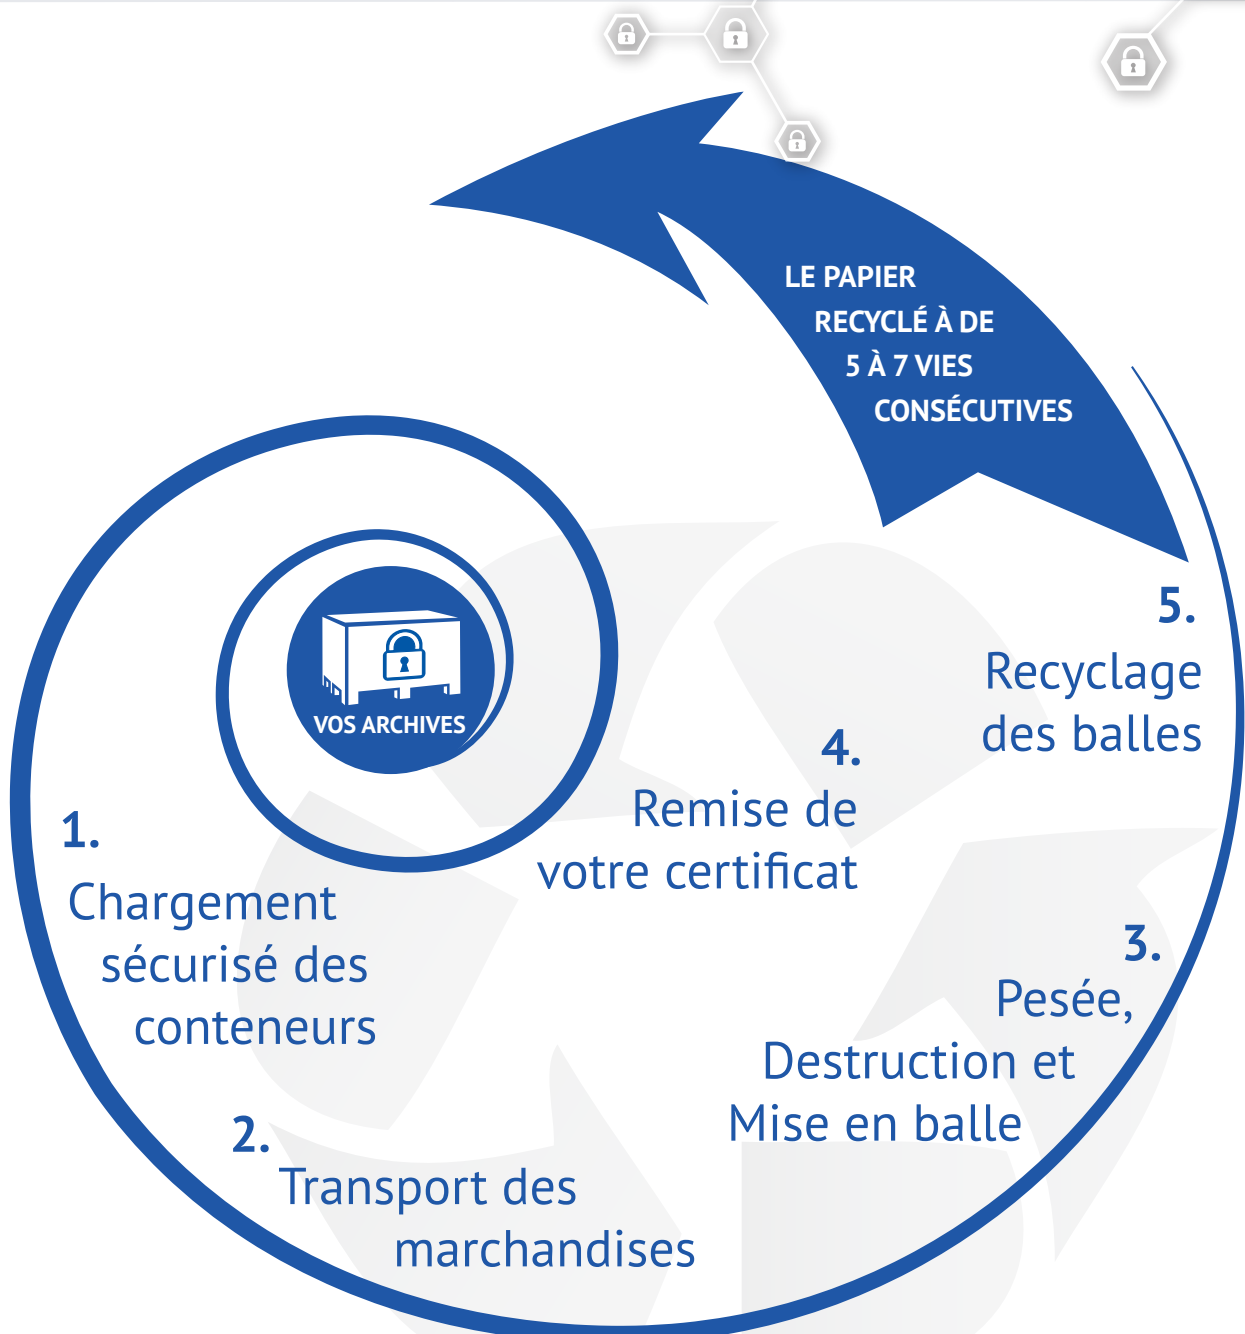 LE PAPIER
RECYCLÉ À DE
5 À 7 VIES
CONSÉCUTIVES
VOS ARCHIVES
1.
Chargement
sécurisé des
conteneurs
2.
Transport des
marchandises
3.
Pesée,
Destruction et
Mise en balle
4.
Remise de
votre certificat
5.
Recyclage
des balles